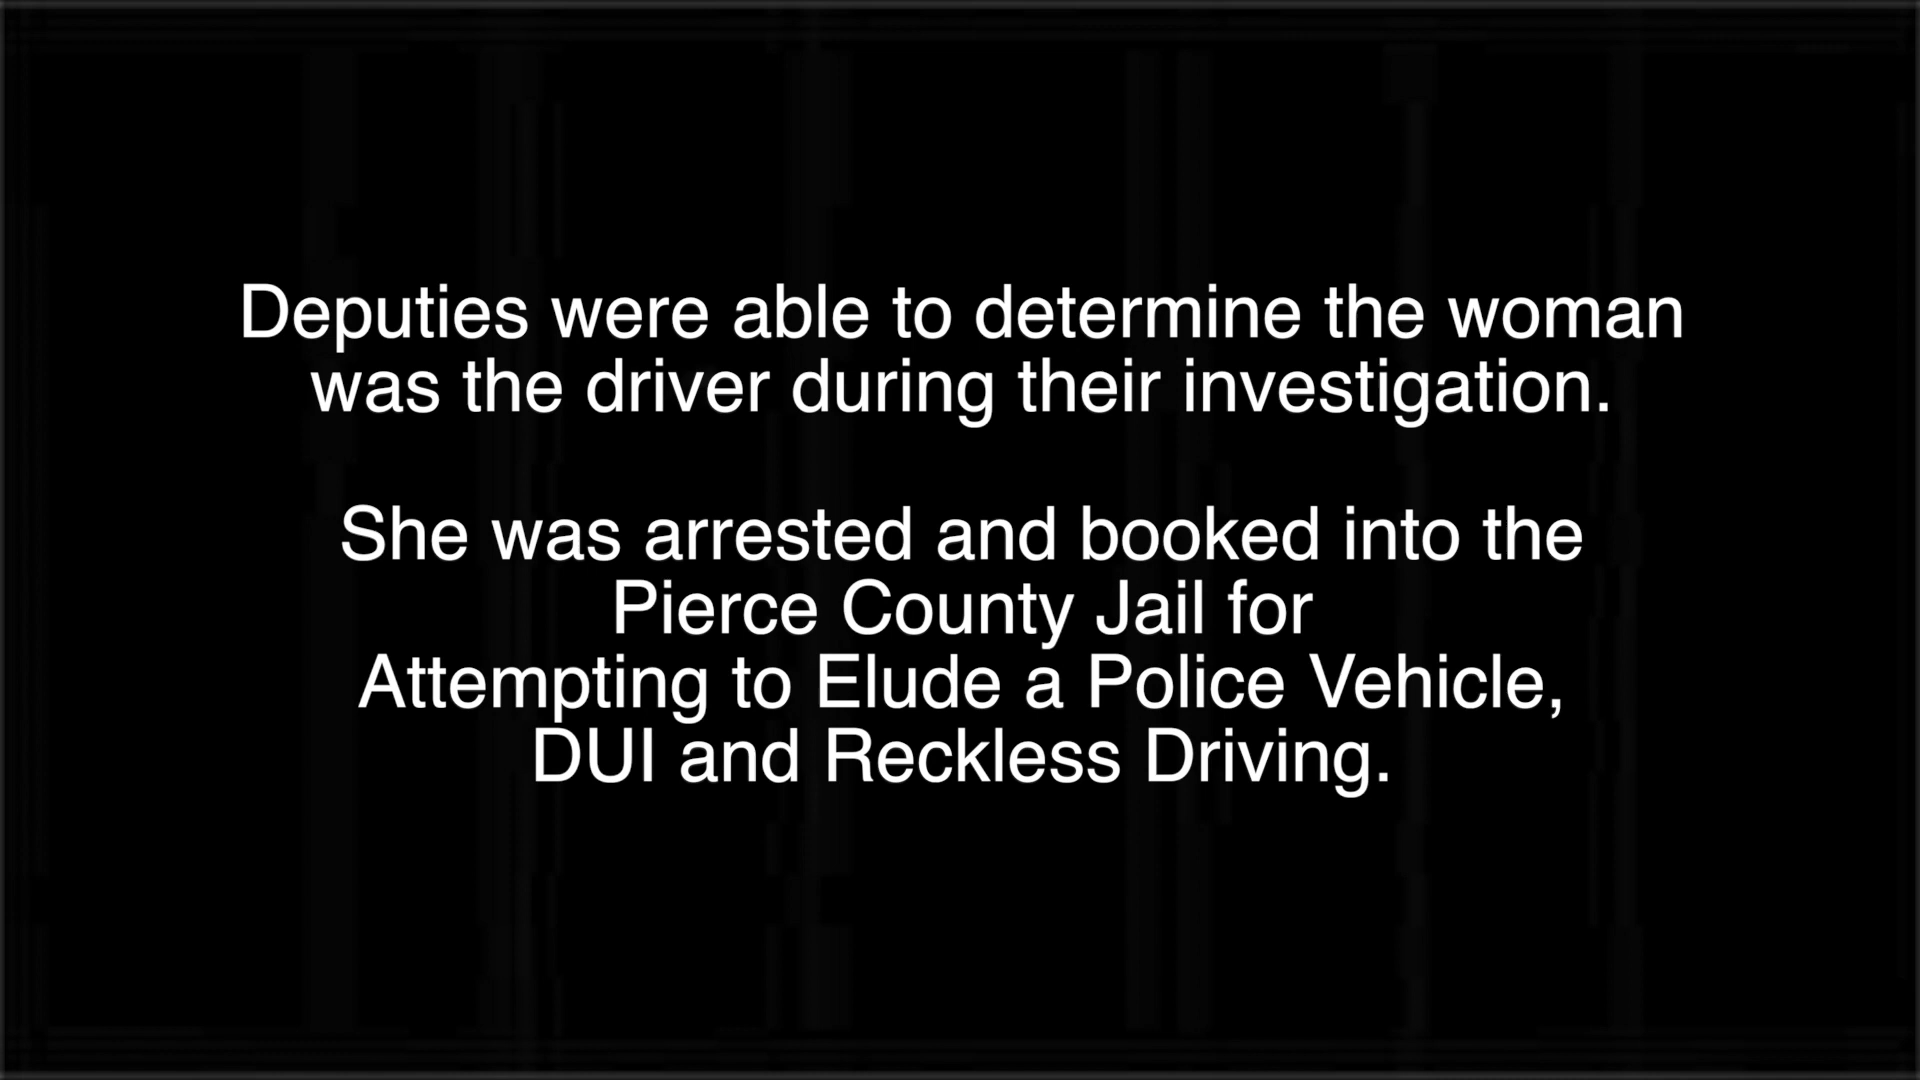 Deputies were able to determine the woman
was the driver during their investigation.
She was arrested and booked into the
Pierce County Jail for
Attempting to Elude a Police Vehicle,
DUI and Reckless Driving.